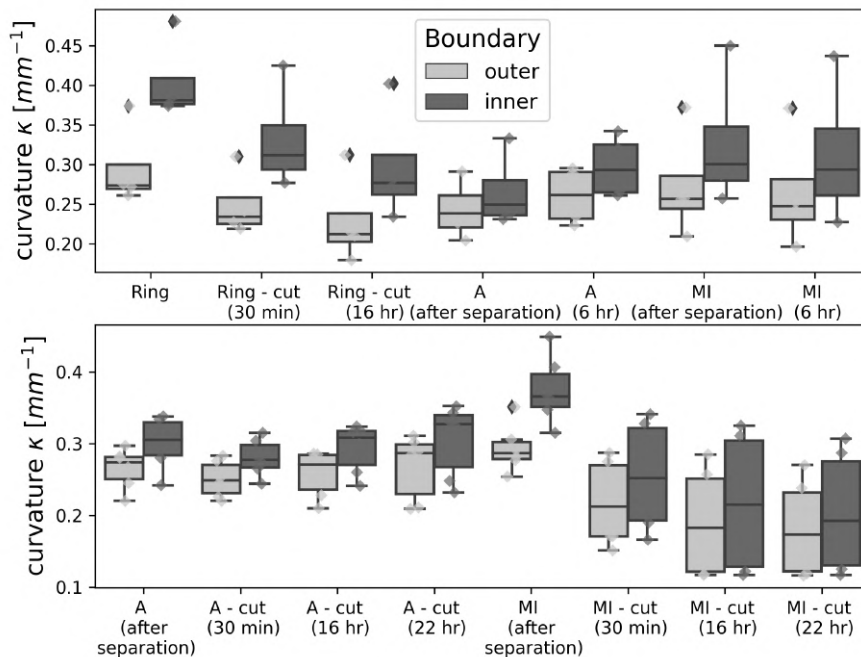 curvature κ [mm⁻¹]
0.45
0.40
0.35
0.30
0.25
0.20
Boundary
outer
inner
Ring
Ring - cut
(30 min)
Ring - cut
(16 hr)
A
(after separation)
A
(6 hr)
MI
(after separation)
MI
(6 hr)
curvature κ [mm⁻¹]
0.4
0.3
0.2
0.1
A
(after
separation)
A - cut
(30 min)
A - cut
(16 hr)
A - cut
(22 hr)
MI
(after
separation)
MI - cut
(30 min)
MI - cut
(16 hr)
MI - cut
(22 hr)